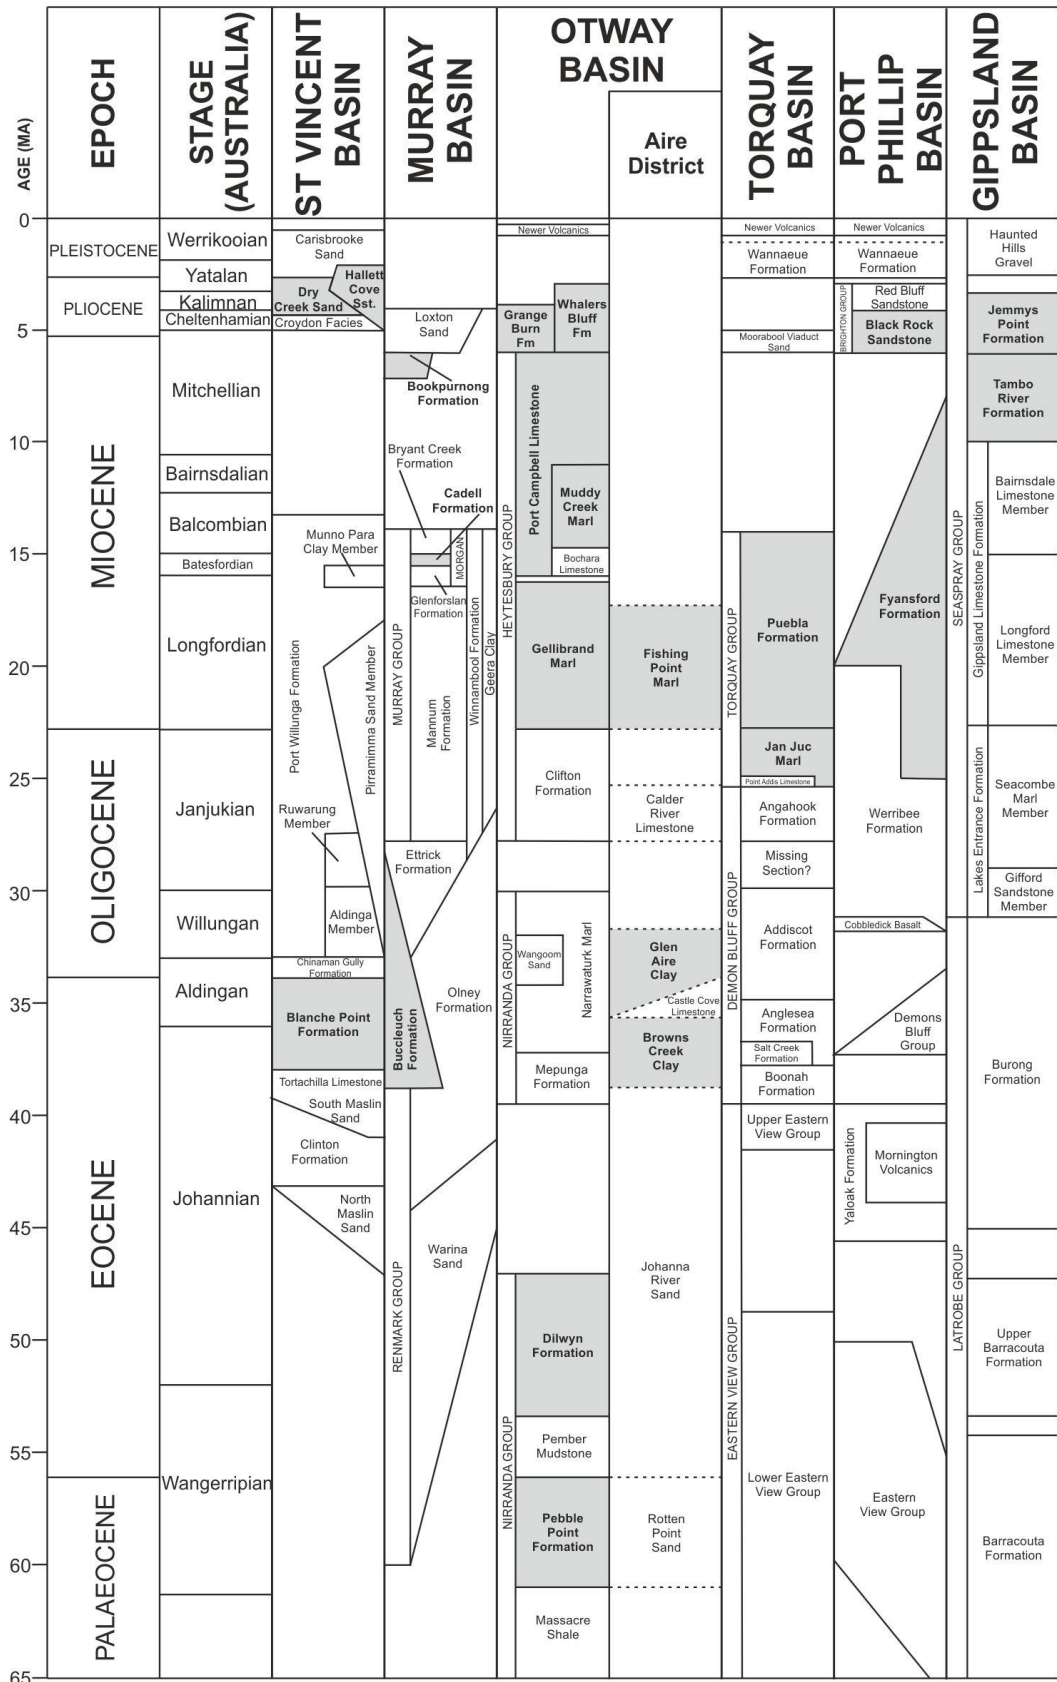 AGE (MA)
EPOCH
STAGE
(AUSTRALIA)
ST VINCENT
BASIN
MURRAY
BASIN
OTWAY
BASIN
Aire
District
TORQUAY
BASIN
PORT
PHILLIP
BASIN
GIPPSLAND
BASIN
0
5
10
15
20
25
30
35
40
45
50
55
60
65
PLEISTOCENE
PLIOCENE
MIOCENE
OLIGOCENE
EOCENE
PALAEOCENE
Werrikooian
Yatalan
Kalimnan
Cheltenhamian
Mitchellian
Bairnsdalian
Balcombian
Batesfordian
Longfordian
Janjukian
Willungan
Aldingan
Johannian
Wangerripian
Carisbrooke
Sand
Hallett
Cove
Sst.
Dry
Creek Sand
Croydon Facies
Munno Para
Clay Member
Port Willunga Formation
Pirramimma Sand Member
Ruwarung
Member
Aldinga
Member
Chinaman Gully
Formation
Blanche Point
Formation
Tortachilla Limestone
South Maslin
Sand
Clinton
Formation
North
Maslin
Sand
Loxton
Sand
Bookpurnong
Formation
Bryant Creek
Formation
Cadell
Formation
MORGAN
Glenforslan
Formation
MURRAY GROUP
Mannum
Formation
Winnambool Formation
Geera Clay
Ettrick
Formation
Buccleuch
Formation
Olney
Formation
RENMARK GROUP
Warina
Sand
Newer Volcanics
Grange
Burn
Fm
Whalers
Bluff
Fm
HEYTESBURY GROUP
Port Campbell Limestone
Muddy
Creek
Marl
Bochara
Limestone
Gellibrand
Marl
Clifton
Formation
NIRRANDA GROUP
Wangoom
Sand
Narrawaturk Marl
Mepunga
Formation
NIRRANDA GROUP
Dilwyn
Formation
Pember
Mudstone
Pebble
Point
Formation
Massacre
Shale
Fishing
Point
Marl
Calder
River
Limestone
Glen
Aire
Clay
Castle Cove
Limestone
Browns
Creek
Clay
Johanna
River
Sand
Rotten
Point
Sand
Newer Volcanics
Wannaeue
Formation
Moorabool Viaduct
Sand
TORQUAY GROUP
Puebla
Formation
Jan Juc
Marl
Point Addis Limestone
Angahook
Formation
Missing
Section?
DEMON BLUFF GROUP
Addiscot
Formation
Anglesea
Formation
Salt Creek
Formation
Boonah
Formation
Upper Eastern
View Group
EASTERN VIEW GROUP
Lower Eastern
View Group
Newer Volcanics
Wannaeue
Formation
BRIGHTON GROUP
Red Bluff
Sandstone
Black Rock
Sandstone
Fyansford
Formation
Werribee
Formation
Cobbledick Basalt
Demons
Bluff
Group
Yaloak Formation
Mornington
Volcanics
Eastern
View Group
Haunted
Hills
Gravel
Jemmys
Point
Formation
Tambo
River
Formation
SEASPRAY GROUP
Gippsland Limestone Formation
Bairnsdale
Limestone
Member
Longford
Limestone
Member
Lakes Entrance Formation
Seacombe
Marl
Member
Gifford
Sandstone
Member
LATROBE GROUP
Burong
Formation
Upper
Barracouta
Formation
Barracouta
Formation